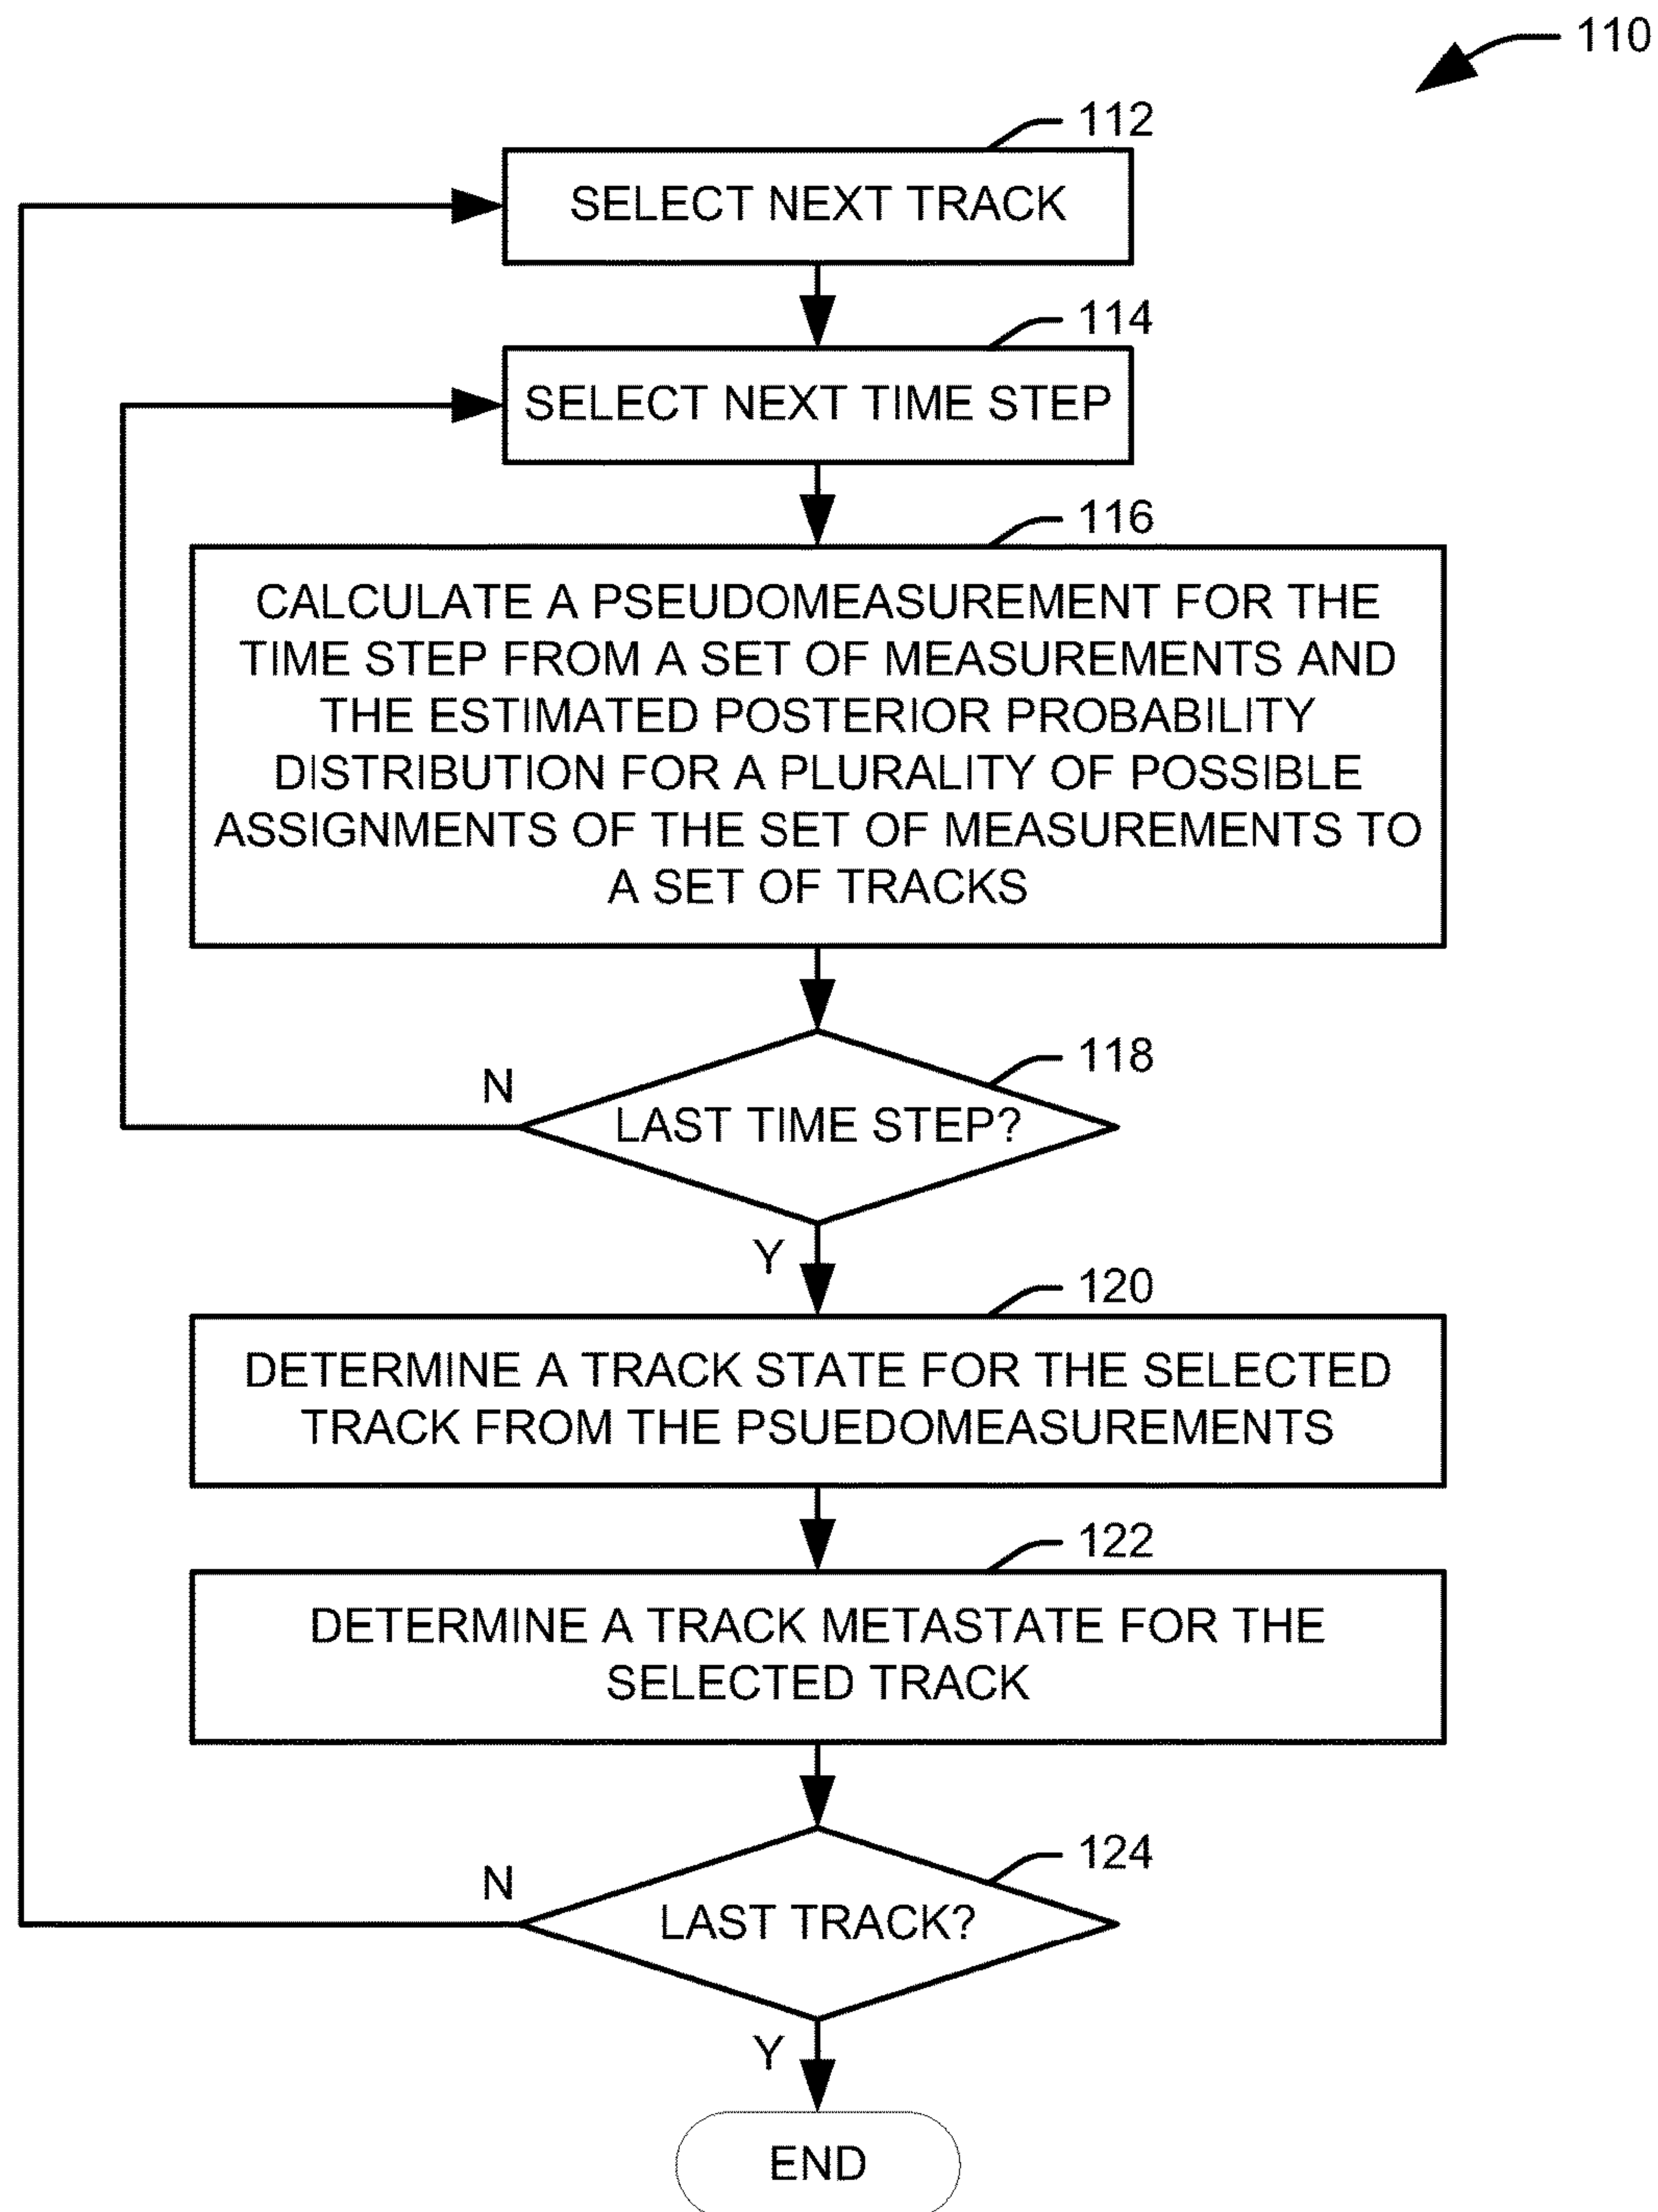 110
112
SELECT NEXT TRACK
114
SELECT NEXT TIME STEP
116
CALCULATE A PSEUDOMEASUREMENT FOR THE
TIME STEP FROM A SET OF MEASUREMENTS AND
THE ESTIMATED POSTERIOR PROBABILITY
DISTRIBUTION FOR A PLURALITY OF POSSIBLE
ASSIGNMENTS OF THE SET OF MEASUREMENTS TO
A SET OF TRACKS
118
N
LAST TIME STEP?
Y
120
DETERMINE A TRACK STATE FOR THE SELECTED
TRACK FROM THE PSUEDOMEASUREMENTS
122
DETERMINE A TRACK METASTATE FOR THE
SELECTED TRACK
124
N
LAST TRACK?
Y
END